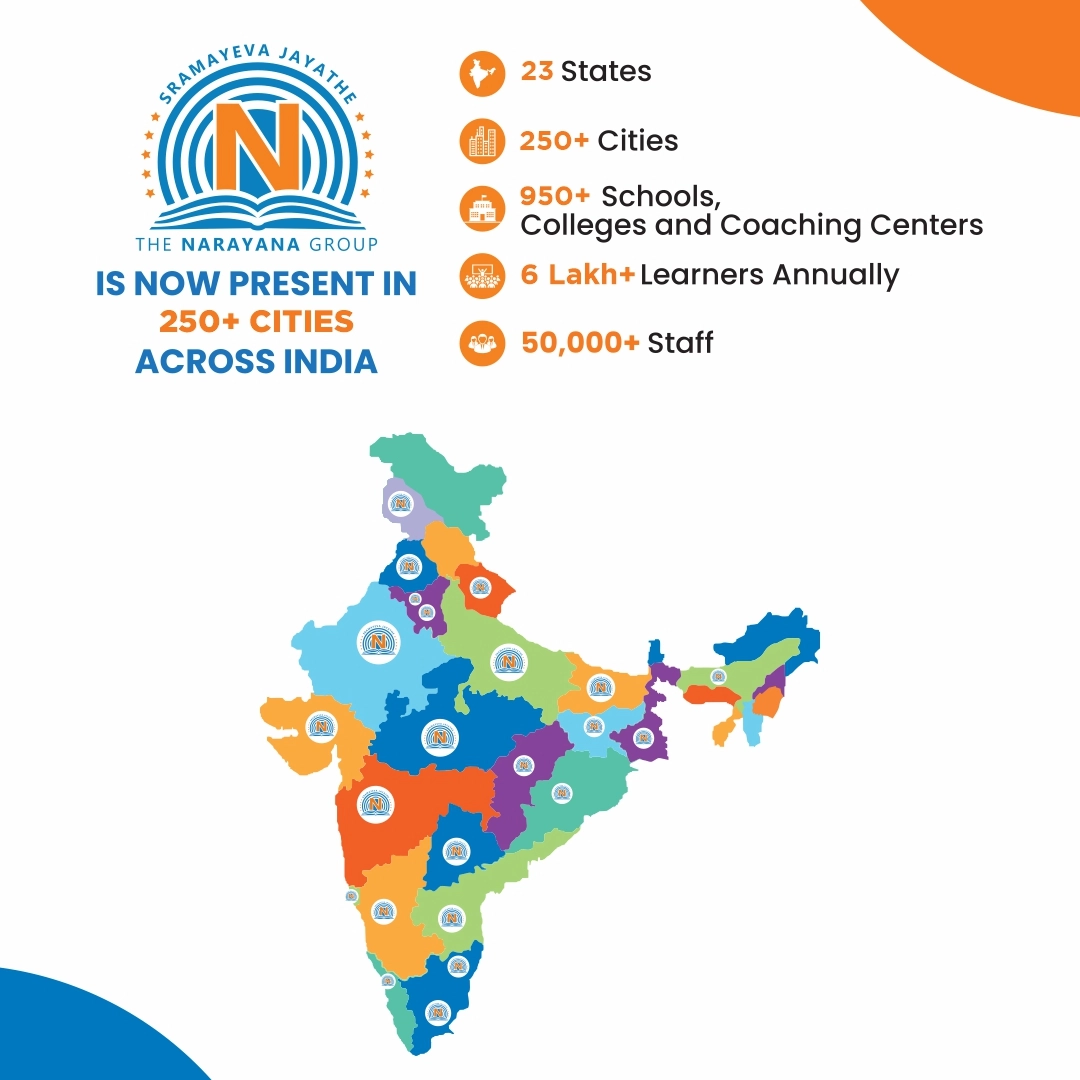 SRAMAYEVA JAYATHE
N
THE NARAYANA GROUP
IS NOW PRESENT IN
250+ CITIES
ACROSS INDIA
23 States
250+ Cities
950+ Schools,
Colleges and Coaching Centers
6 Lakh+ Learners Annually
50,000+ Staff